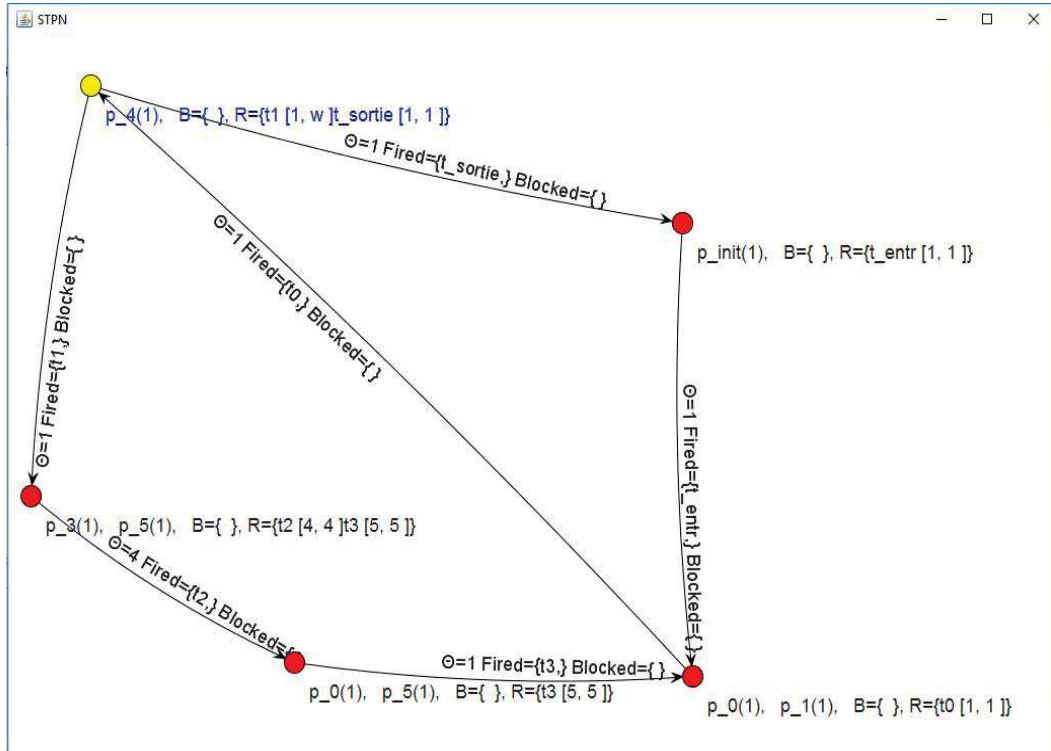 STPN
p_4(1),   B={  }, R={t1 [1, w ]t_sortie [1, 1 ]}
Θ=1 Fired={t_sortie,} Blocked={ }
Θ=1 Fired={t0,} Blocked={ }
p_init(1),   B={  }, R={t_entr [1, 1 ]}
Θ=1 Fired={t1,} Blocked={ }
Θ=1 Fired={t_entr,} Blocked={ }
p_3(1),   p_5(1),   B={  }, R={t2 [4, 4 ]t3 [5, 5 ]}
Θ=4 Fired={t2,} Blocked={
Θ=1 Fired={t3,} Blocked={ }
p_0(1),   p_5(1),   B={  }, R={t3 [5, 5 ]}
p_0(1),   p_1(1),   B={  }, R={t0 [1, 1 ]}